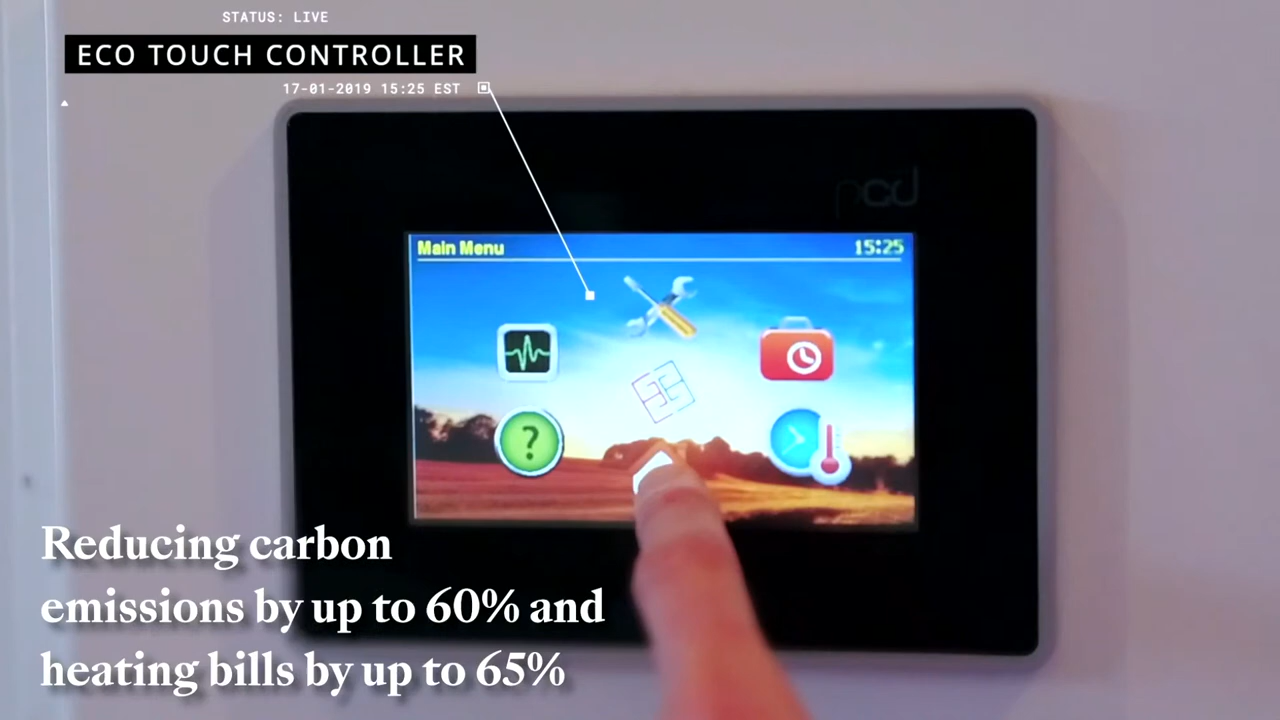 STATUS: LIVE
ECO TOUCH CONTROLLER
17-01-2019 15:25 EST
pcd
Main Menu
15:25
?
Reducing carbon
emissions by up to 60% and
heating bills by up to 65%